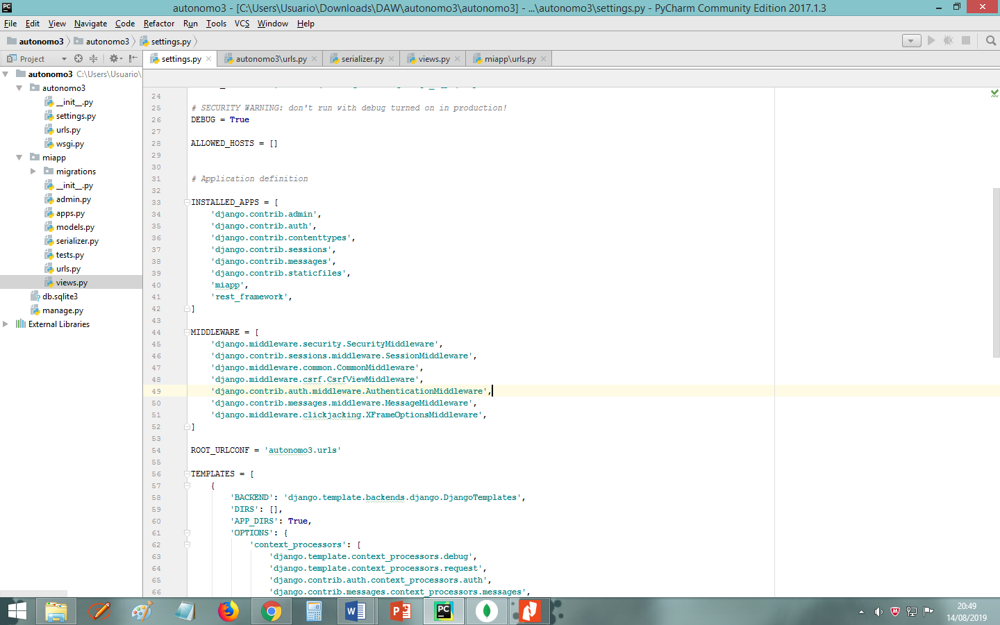 autonomo3 - [C:\Users\Usuario\Downloads\DAW\autonomo3\autonomo3] - ...\autonomo3\settings.py - PyCharm Community Edition 2017.1.3
File Edit View Navigate Code Refactor Run Tools VCS Window Help
autonomo3 autonomo3 settings.py
Project
settings.py autonomo3\urls.py serializer.py views.py miapp\urls.py
autonomo3 C:\Users\Usuario\
autonomo3
__init__.py
settings.py
urls.py
wsgi.py
miapp
migrations
__init__.py
admin.py
apps.py
models.py
serializer.py
tests.py
urls.py
views.py
db.sqlite3
manage.py
External Libraries
24
25 # SECURITY WARNING: don't run with debug turned on in production!
26 DEBUG = True
27
28 ALLOWED_HOSTS = []
29
30
31 # Application definition
32
33 INSTALLED_APPS = [
34 'django.contrib.admin',
35 'django.contrib.auth',
36 'django.contrib.contenttypes',
37 'django.contrib.sessions',
38 'django.contrib.messages',
39 'django.contrib.staticfiles',
40 'miapp',
41 'rest_framework',
42 ]
43
44 MIDDLEWARE = [
45 'django.middleware.security.SecurityMiddleware',
46 'django.contrib.sessions.middleware.SessionMiddleware',
47 'django.middleware.common.CommonMiddleware',
48 'django.middleware.csrf.CsrfViewMiddleware',
49 'django.contrib.auth.middleware.AuthenticationMiddleware',
50 'django.contrib.messages.middleware.MessageMiddleware',
51 'django.middleware.clickjacking.XFrameOptionsMiddleware',
52 ]
53
54 ROOT_URLCONF = 'autonomo3.urls'
55
56 TEMPLATES = [
57 {
58 'BACKEND': 'django.template.backends.django.DjangoTemplates',
59 'DIRS': [],
60 'APP_DIRS': True,
61 'OPTIONS': {
62 'context_processors': [
63 'django.template.context_processors.debug',
64 'django.template.context_processors.request',
65 'django.contrib.auth.context_processors.auth',
66 'django.contrib.messages.context_processors.messages',
20:49
14/08/2019